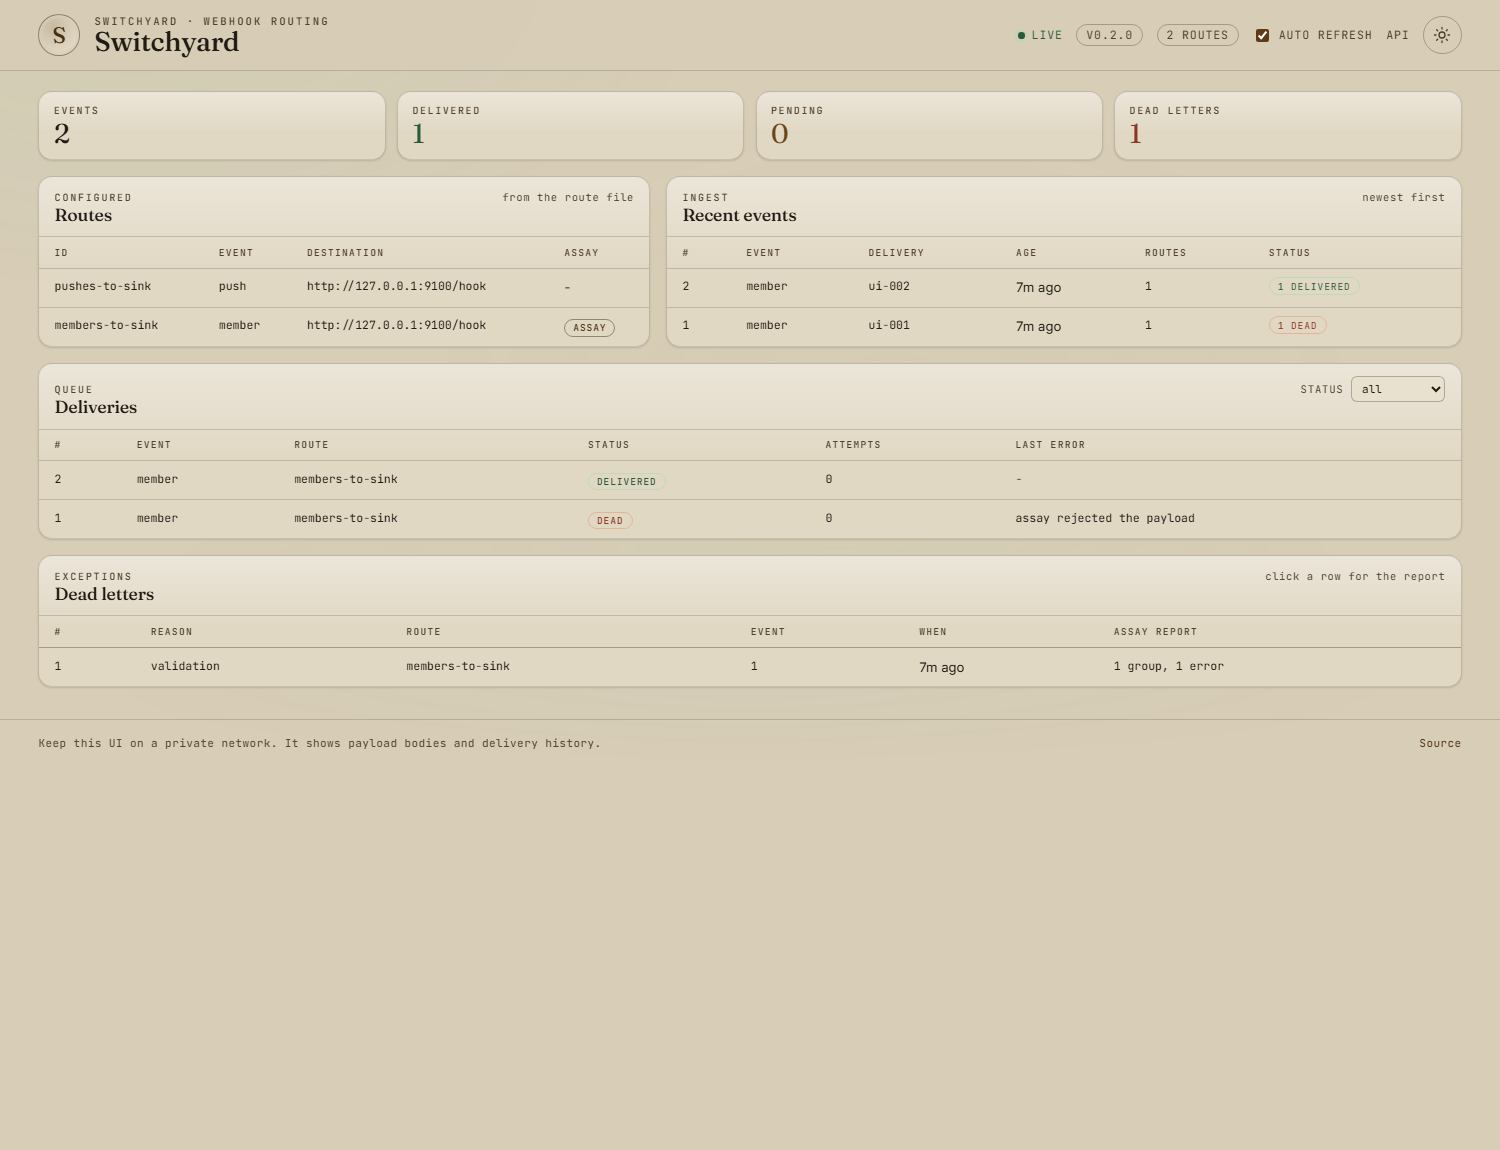 S
SWITCHYARD · WEBHOOK ROUTING
Switchyard
LIVE
V0.2.0
2 ROUTES
AUTO REFRESH
API
EVENTS
2
DELIVERED
1
PENDING
0
DEAD LETTERS
1
CONFIGURED
Routes
from the route file
ID EVENT DESTINATION ASSAY
pushes-to-sink push http://127.0.0.1:9100/hook -
members-to-sink member http://127.0.0.1:9100/hook ASSAY
INGEST
Recent events
newest first
# EVENT DELIVERY AGE ROUTES STATUS
2 member ui-002 7m ago 1 1 DELIVERED
1 member ui-001 7m ago 1 1 DEAD
QUEUE
Deliveries
STATUS all
# EVENT ROUTE STATUS ATTEMPTS LAST ERROR
2 member members-to-sink DELIVERED 0 -
1 member members-to-sink DEAD 0 assay rejected the payload
EXCEPTIONS
Dead letters
click a row for the report
# REASON ROUTE EVENT WHEN ASSAY REPORT
1 validation members-to-sink 1 7m ago 1 group, 1 error
Keep this UI on a private network. It shows payload bodies and delivery history.
Source